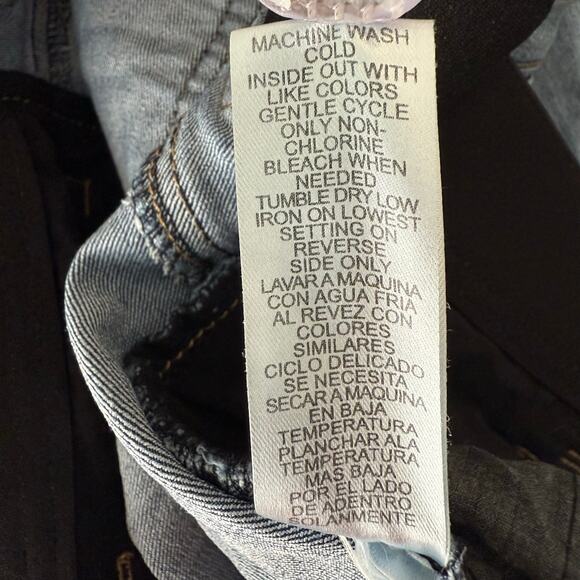 MACHINE WASH
COLD
INSIDE OUT WITH
LIKE COLORS
GENTLE CYCLE
ONLY NON-
CHLORINE
BLEACH WHEN
NEEDED
TUMBLE DRY LOW
IRON ON LOWEST
SETTING ON
REVERSE
SIDE ONLY
LAVAR A MAQUINA
CON AGUA FRIA
AL REVEZ CON
COLORES
SIMILARES
CICLO DELICADO
SE NECESITA
SECAR A MAQUINA
EN BAJA
TEMPERATURA
PLANCHAR ALA
TEMPERATURA
MAS BAJA
POR EL LADO
DE ADENTRO
SOLANMENTE